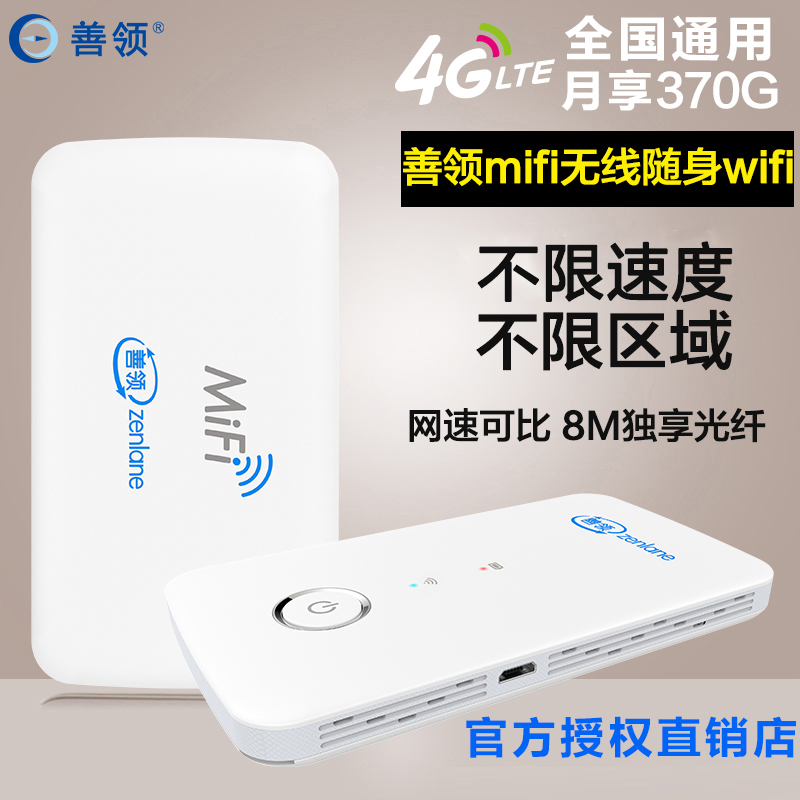 善领®
4G LTE
全国通用
月享370G
善领mifi无线随身wifi
不限速度
不限区域
网速可比 8M独享光纤
善领 zenlane
MiFi
善领 zenlane
官方授权直销店